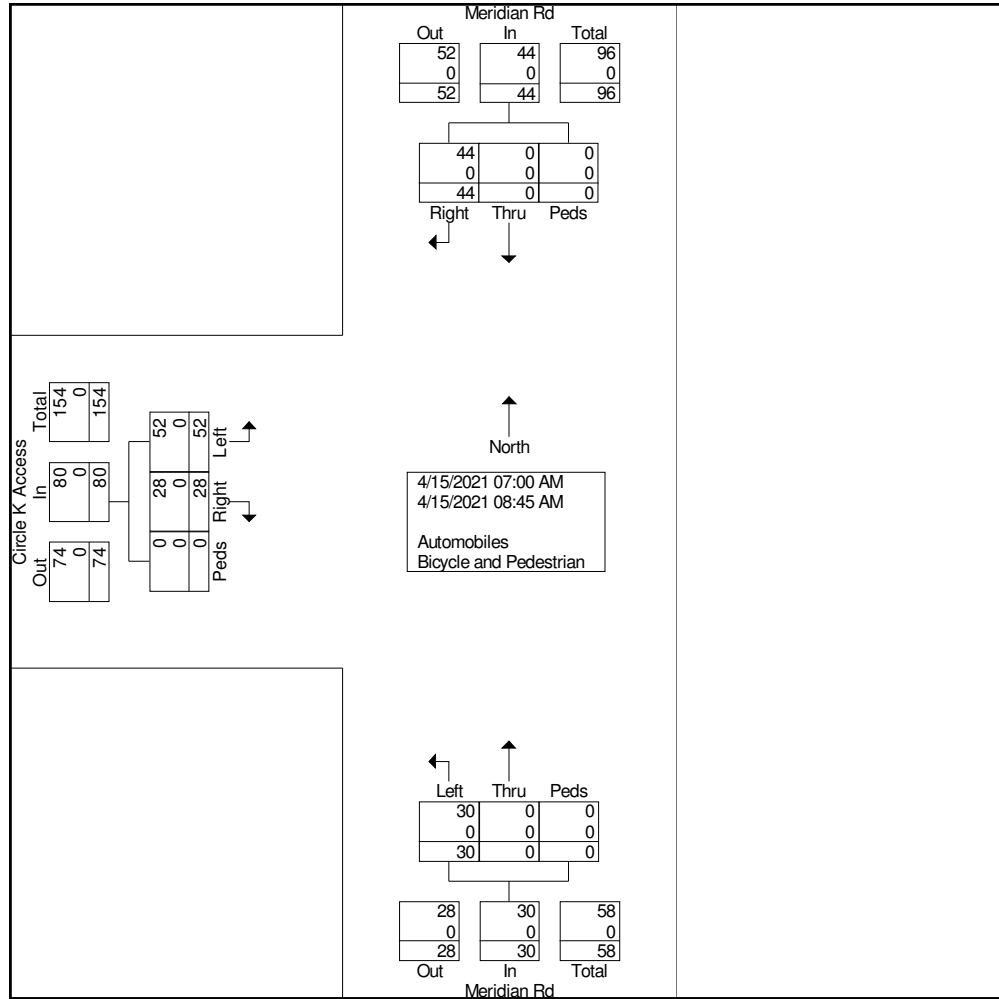 Meridian Rd
Out In Total
52 44 96
0 0 0
52 44 96
44 0 0
0 0 0
44 0 0
Right Thru Peds
Circle K Access
Out In Total
74 80 154
0 0 0
74 80 154
0 28 52
0 0 0
0 28 52
Peds Right Left
North
4/15/2021 07:00 AM
4/15/2021 08:45 AM
Automobiles
Bicycle and Pedestrian
Left Thru Peds
30 0 0
0 0 0
30 0 0
28 30 58
0 0 0
28 30 58
Out In Total
Meridian Rd